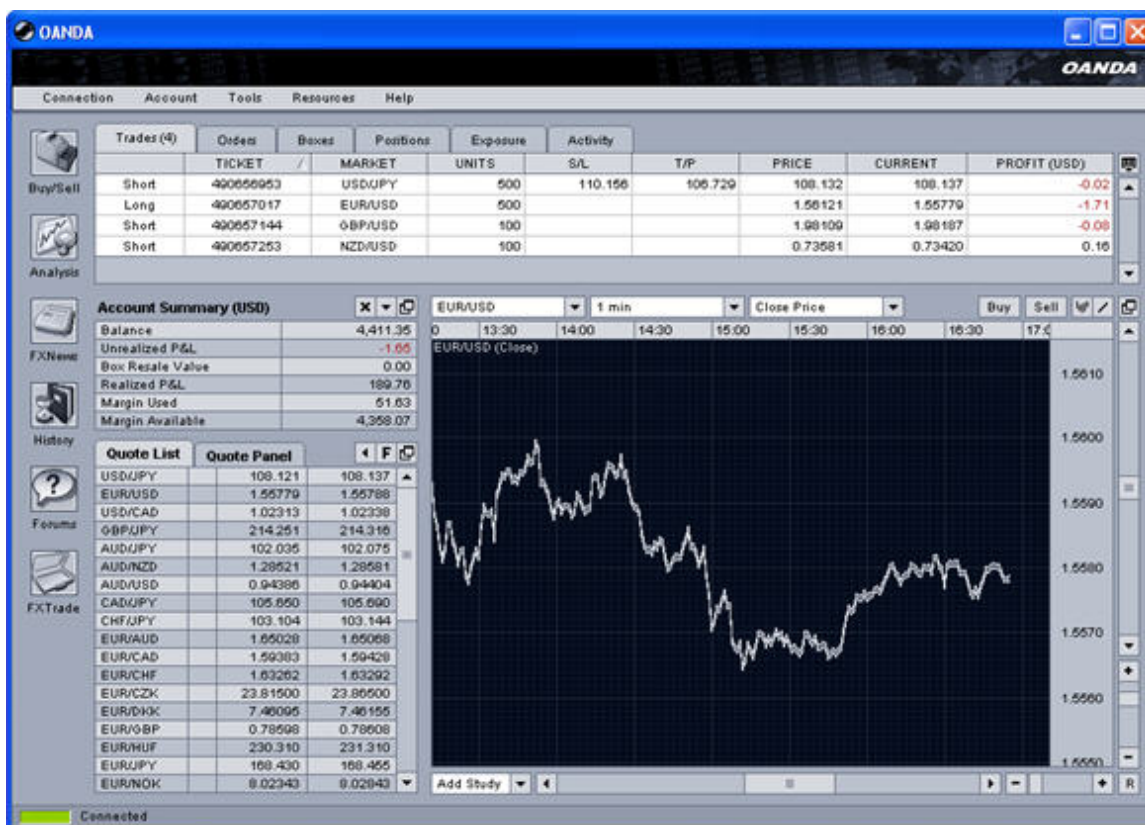 OANDA
OANDA
Connection Account Tools Resources Help
Trades (4) Orders Boxes Positions Exposure Activity
TICKET / MARKET UNITS S/L T/P PRICE CURRENT PROFIT (USD)
Short 490656953 USD/JPY 500 110.156 106.729 108.132 108.137 -0.02
Long 490657017 EUR/USD 500 1.56121 1.55779 -1.71
Short 490657144 GBP/USD 100 1.98109 1.98187 -0.08
Short 490657253 NZD/USD 100 0.73581 0.73420 0.16
Buy/Sell
Analysis
FXNews
History
Forums
FXTrade
Account Summary (USD)
Balance 4,411.35
Unrealized P&L -1.65
Box Resale Value 0.00
Realized P&L 189.76
Margin Used 51.63
Margin Available 4,358.07
Quote List Quote Panel F
USD/JPY 108.121 108.137
EUR/USD 1.55779 1.55788
USD/CAD 1.02313 1.02338
GBP/JPY 214.251 214.316
AUD/JPY 102.035 102.075
AUD/NZD 1.28521 1.28581
AUD/USD 0.94386 0.94404
CAD/JPY 105.650 105.690
CHF/JPY 103.104 103.144
EUR/AUD 1.65028 1.65068
EUR/CAD 1.59383 1.59428
EUR/CHF 1.63262 1.63292
EUR/CZK 23.81500 23.86500
EUR/DKK 7.46095 7.46155
EUR/GBP 0.78598 0.78608
EUR/HUF 230.310 231.310
EUR/JPY 168.430 168.455
EUR/NOK 8.02343 8.02843
EUR/USD 1 min Close Price Buy Sell
0 13:30 14:00 14:30 15:00 15:30 16:00 16:30 17:0
EUR/USD (Close)
1.5610
1.5600
1.5590
1.5580
1.5570
1.5560
1.5550
Add Study R
Connected